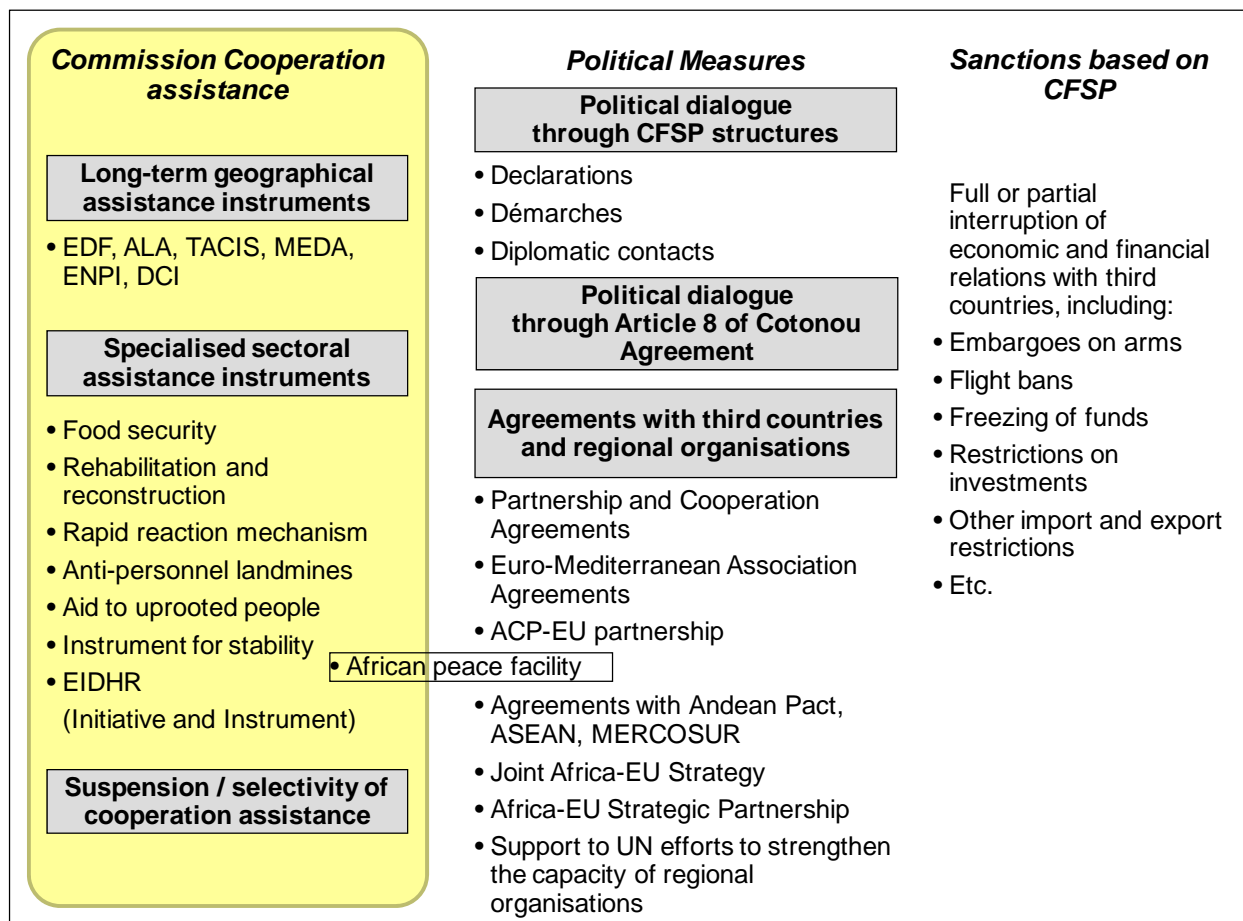 Commission Cooperation
assistance
Long-term geographical
assistance instruments
• EDF, ALA, TACIS, MEDA,
ENPI, DCI
Specialised sectoral
assistance instruments
• Food security
• Rehabilitation and
reconstruction
• Rapid reaction mechanism
• Anti-personnel landmines
• Aid to uprooted people
• Instrument for stability
• EIDHR
(Initiative and Instrument)
Suspension / selectivity of
cooperation assistance
Political Measures
Political dialogue
through CFSP structures
• Declarations
• Démarches
• Diplomatic contacts
Political dialogue
through Article 8 of Cotonou
Agreement
Agreements with third countries
and regional organisations
• Partnership and Cooperation
Agreements
• Euro-Mediterranean Association
Agreements
• ACP-EU partnership
• African peace facility
• Agreements with Andean Pact,
ASEAN, MERCOSUR
• Joint Africa-EU Strategy
• Africa-EU Strategic Partnership
• Support to UN efforts to strengthen
the capacity of regional
organisations
Sanctions based on
CFSP
Full or partial
interruption of
economic and financial
relations with third
countries, including:
• Embargoes on arms
• Flight bans
• Freezing of funds
• Restrictions on
investments
• Other import and export
restrictions
• Etc.